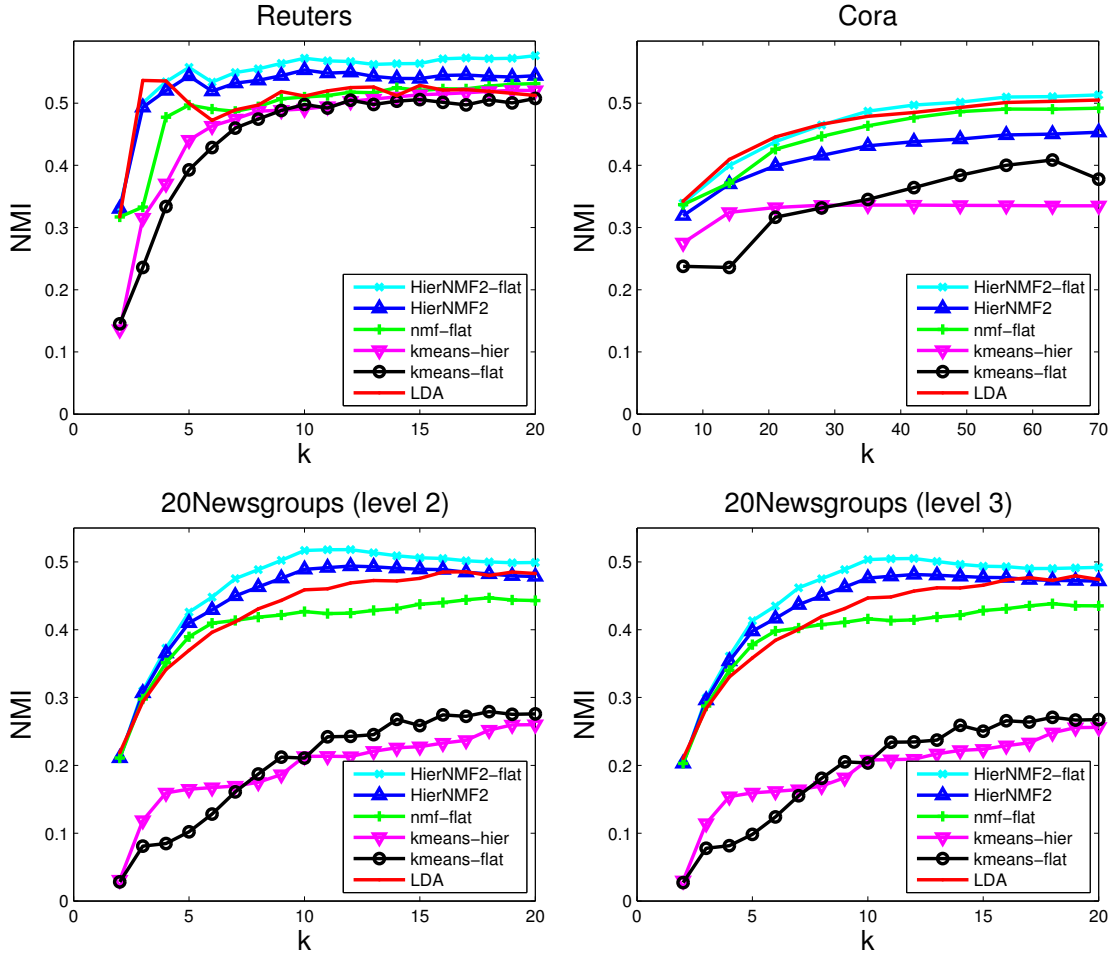 Reuters
NMI
0.5
0.4
0.3
0.2
0.1
0
0 5 10 15 20
k
HierNMF2−flat
HierNMF2
nmf−flat
kmeans−hier
kmeans−flat
LDA
Cora
NMI
0.5
0.4
0.3
0.2
0.1
0
0 10 20 30 40 50 60 70
k
HierNMF2−flat
HierNMF2
nmf−flat
kmeans−hier
kmeans−flat
LDA
20Newsgroups (level 2)
NMI
0.5
0.4
0.3
0.2
0.1
0
0 5 10 15 20
k
HierNMF2−flat
HierNMF2
nmf−flat
kmeans−hier
kmeans−flat
LDA
20Newsgroups (level 3)
NMI
0.5
0.4
0.3
0.2
0.1
0
0 5 10 15 20
k
HierNMF2−flat
HierNMF2
nmf−flat
kmeans−hier
kmeans−flat
LDA